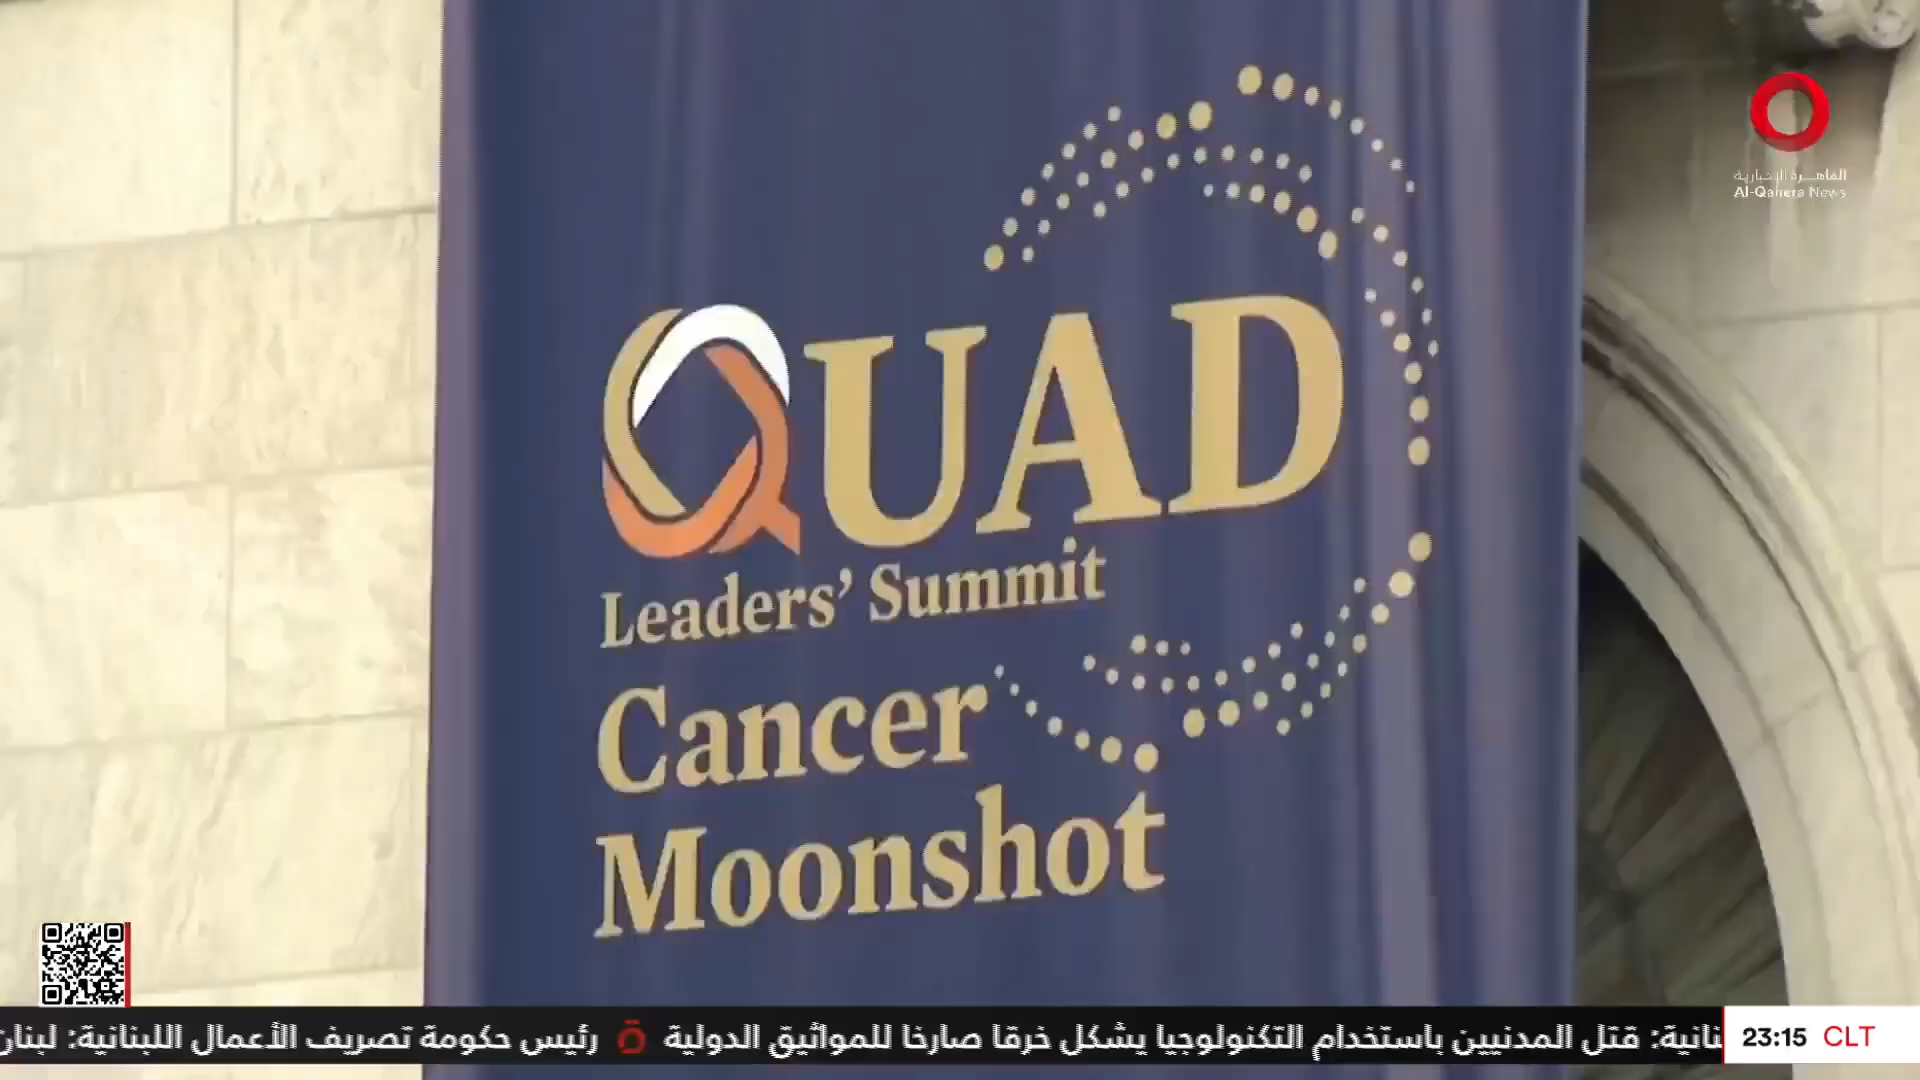 القاهرة الإخبارية
Al-Qahera News
QUAD
Leaders’ Summit
Cancer
Moonshot
قتل المدنيين باستخدام التكنولوجيا يشكل خرقا صارخا للمواثيق الدولية رئيس حكومة تصريف الأعمال اللبنانية: لبنان
23:15 CLT